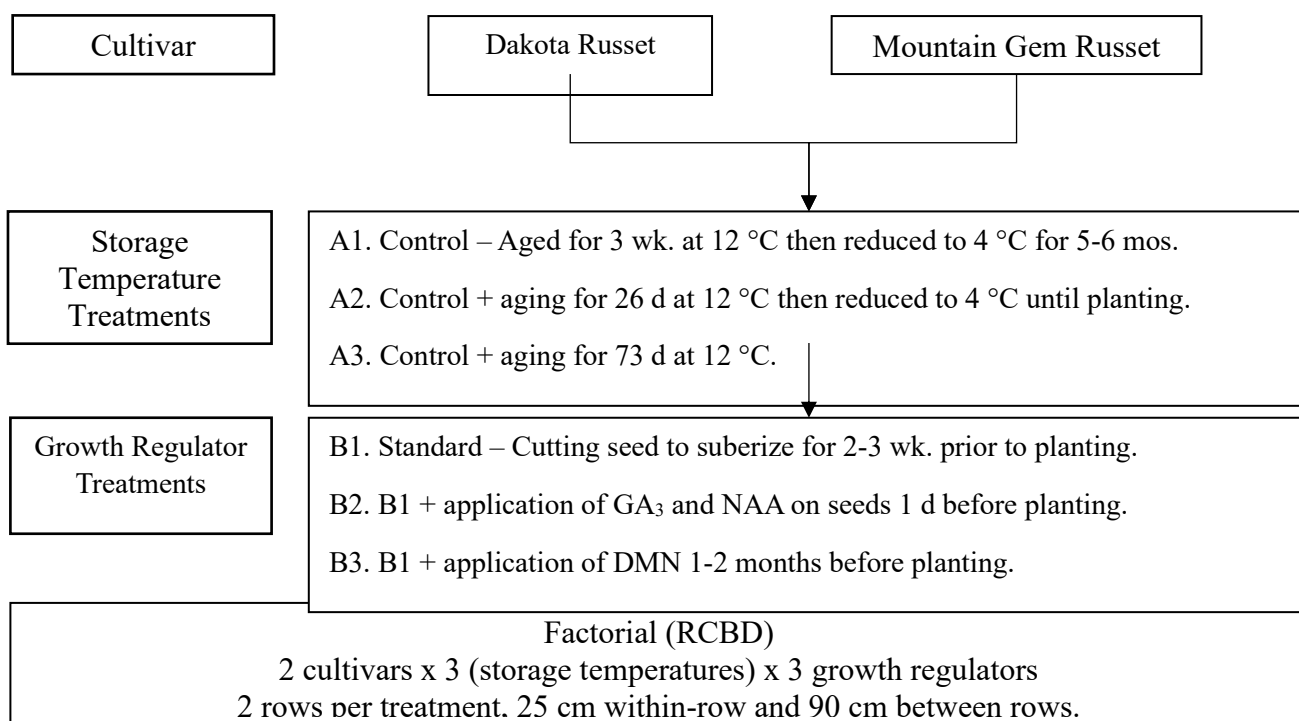 Cultivar
Dakota Russet
Mountain Gem Russet
Storage
Temperature
Treatments
A1. Control – Aged for 3 wk. at 12 °C then reduced to 4 °C for 5-6 mos.
A2. Control + aging for 26 d at 12 °C then reduced to 4 °C until planting.
A3. Control + aging for 73 d at 12 °C.
Growth Regulator
Treatments
B1. Standard – Cutting seed to suberize for 2-3 wk. prior to planting.
B2. B1 + application of GA₃ and NAA on seeds 1 d before planting.
B3. B1 + application of DMN 1-2 months before planting.
Factorial (RCBD)
2 cultivars x 3 (storage temperatures) x 3 growth regulators
2 rows per treatment, 25 cm within-row and 90 cm between rows.